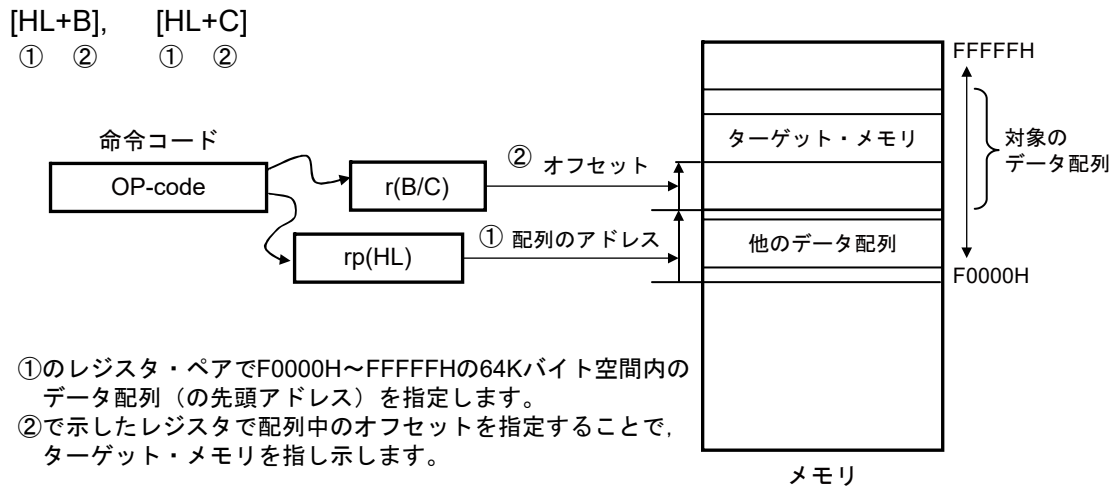 [HL+B], [HL+C]
① ② ① ②
FFFFFH
命令コード
OP-code
r(B/C)
② オフセット
ターゲット・メモリ
対象の
データ配列
rp(HL)
① 配列のアドレス
他のデータ配列
F0000H
①のレジスタ・ペアでF0000H～FFFFFHの64Kバイト空間内の
データ配列（の先頭アドレス）を指定します。
②で示したレジスタで配列中のオフセットを指定することで,
ターゲット・メモリを指し示します。
メモリ